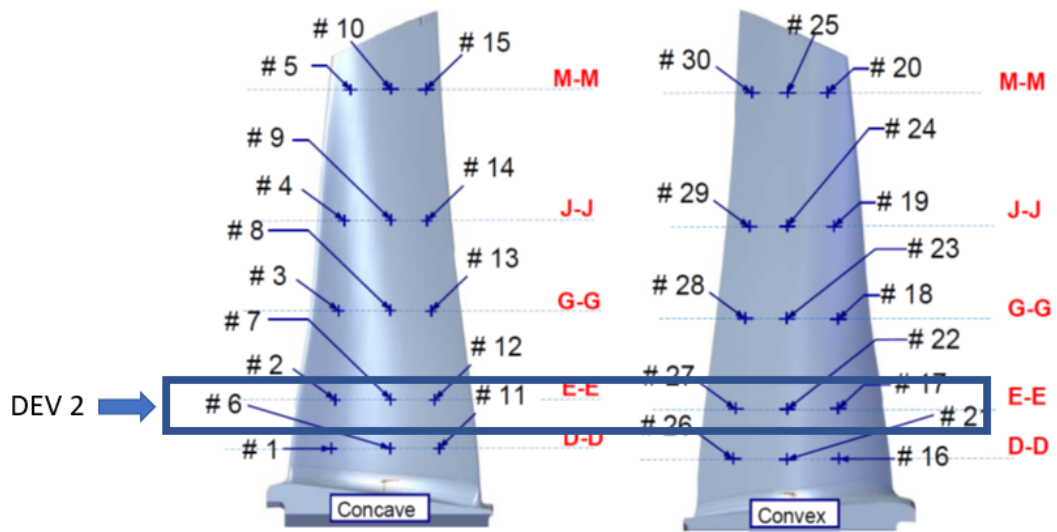 # 10
# 15
# 5
M-M
# 9
# 14
# 4
J-J
# 8
# 13
# 3
G-G
# 7
# 12
# 2
E-E
# 11
# 6
D-D
# 1
Concave
DEV 2
# 25
# 30
# 20
M-M
# 24
# 29
# 19
J-J
# 23
# 28
# 18
G-G
# 22
# 27
# 17
E-E
# 21
# 26
D-D
# 16
Convex